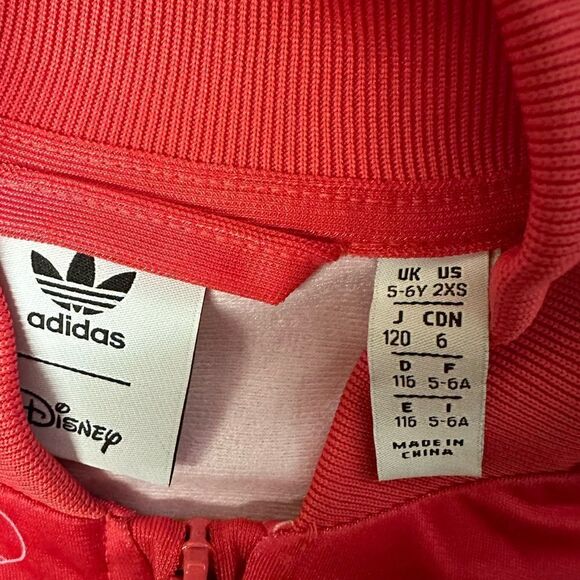 adidas
Disney
UK US
5-6Y 2XS
J CDN
120 6
D F
116 5-6A
E I
116 5-6A
MADE IN
CHINA